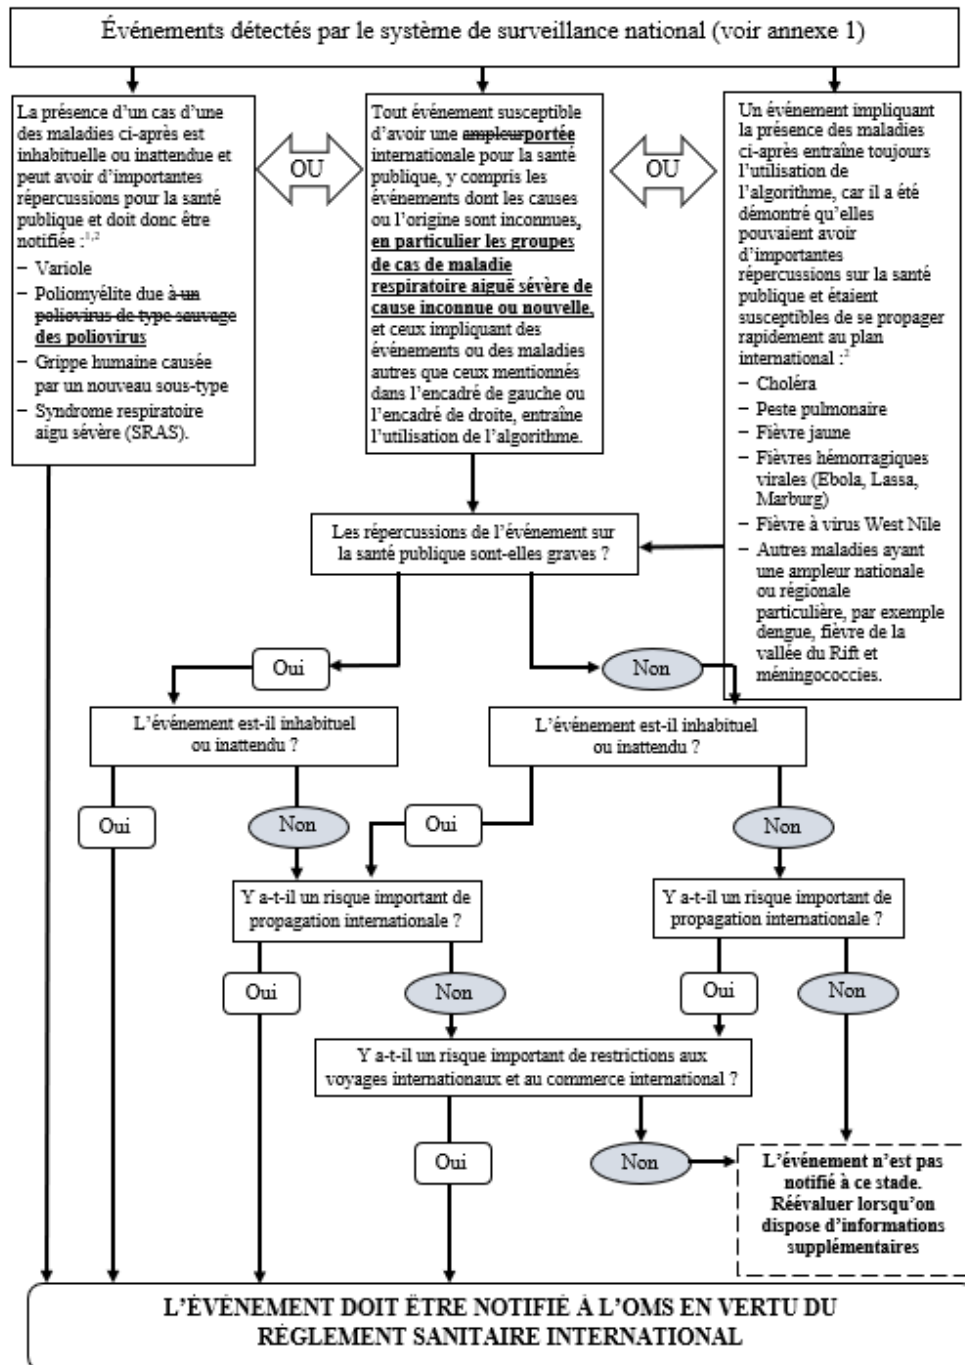 Événements détectés par le système de surveillance national (voir annexe 1)
La présence d'un cas d'une
des maladies ci-après est
inhabituelle ou inattendue et
peut avoir d'importantes
répercussions pour la santé
publique et doit donc être
notifiée :1,2
– Variole
– Poliomyélite due à un
poliovirus de type sauvage
des poliovirus
– Grippe humaine causée
par un nouveau sous-type
– Syndrome respiratoire
aigu sévère (SRAS).
OU
Tout événement susceptible
d'avoir une ampleurportée
internationale pour la santé
publique, y compris les
évènements dont les causes
ou l'origine sont inconnues,
en particulier les groupes
de cas de maladie
respiratoire aiguë sévère de
cause inconnue ou nouvelle,
et ceux impliquant des
événements ou des maladies
autres que ceux mentionnés
dans l'encadré de gauche ou
l'encadré de droite, entraîne
l'utilisation de l'algorithme.
OU
Un événement impliquant
la présence des maladies
ci-après entraîne toujours
l'utilisation de
l'algorithme, car il a été
démontré qu'elles
pouvaient avoir
d'importantes
répercussions sur la santé
publique et étaient
susceptibles de se propager
rapidement au plan
international :2
– Choléra
– Peste pulmonaire
– Fièvre jaune
– Fièvres hémorragiques
virales (Ebola, Lassa,
Marburg)
– Fièvre à virus West Nile
– Autres maladies ayant
une ampleur nationale
ou régionale
particulière, par exemple
dengue, fièvre de la
vallée du Rift et
méningococcies.
Les répercussions de l'événement sur
la santé publique sont-elles graves ?
Oui
Non
L'événement est-il inhabituel
ou inattendu ?
L'événement est-il inhabituel
ou inattendu ?
Oui
Non
Oui
Non
Y a-t-il un risque important de
propagation internationale ?
Y a-t-il un risque important de
propagation internationale ?
Oui
Non
Oui
Non
Y a-t-il un risque important de restrictions aux
voyages internationaux et au commerce international ?
Oui
Non
L'événement n'est pas
notifié à ce stade.
Réévaluer lorsqu'on
dispose d'informations
supplémentaires
L'ÉVÉNEMENT DOIT ÊTRE NOTIFIÉ À L'OMS EN VERTU DU
RÈGLEMENT SANITAIRE INTERNATIONAL